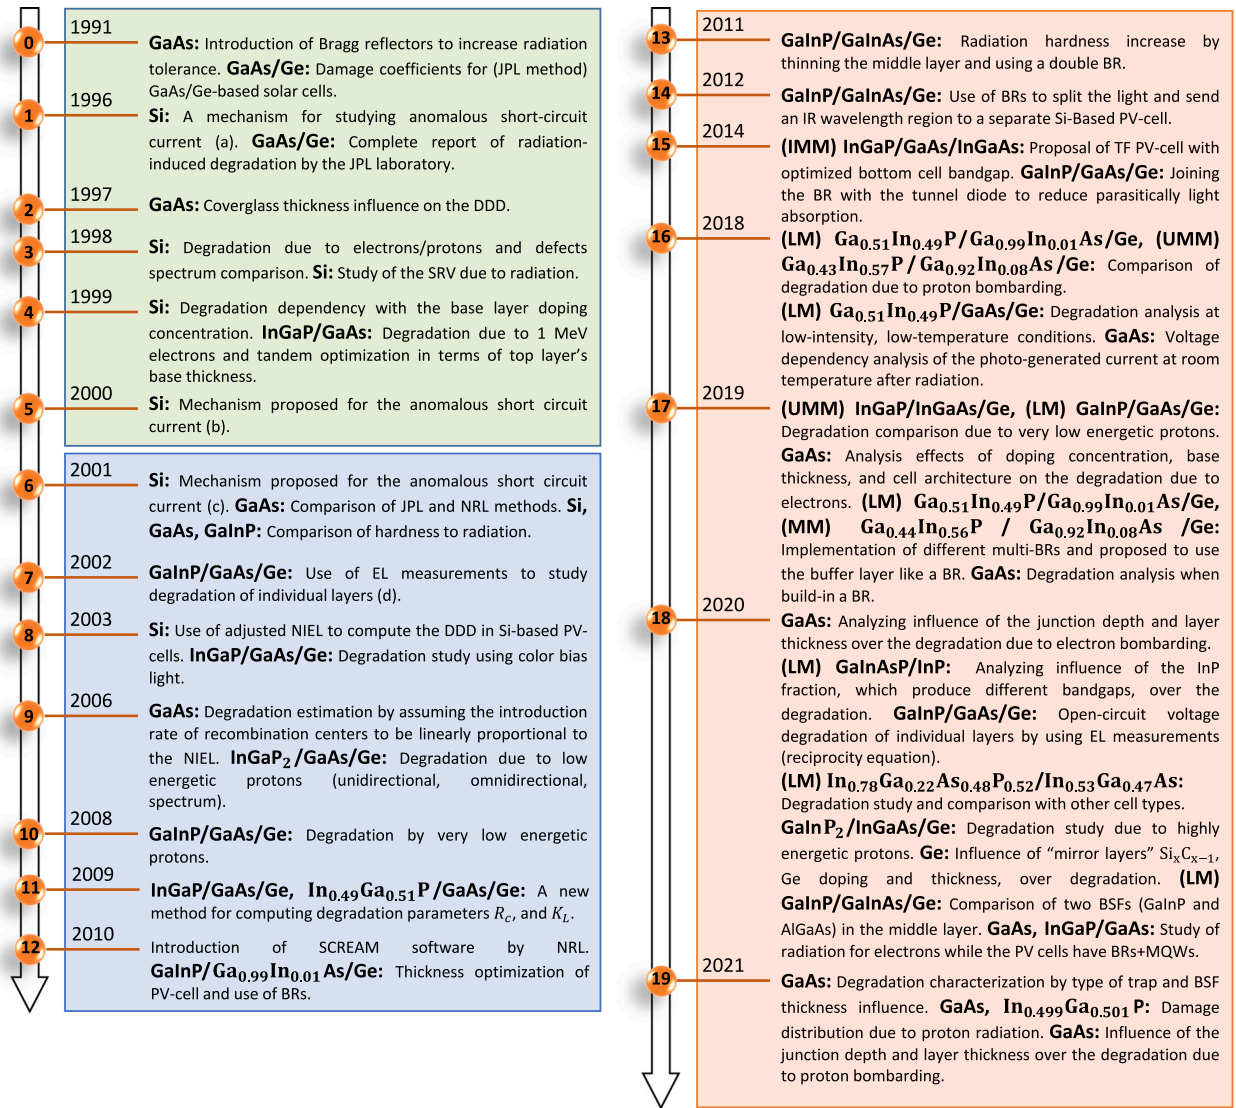 1991
0
GaAs: Introduction of Bragg reflectors to increase radiation
tolerance. GaAs/Ge: Damage coefficients for (JPL method)
GaAs/Ge-based solar cells.
1996
1
Si: A mechanism for studying anomalous short-circuit
current (a). GaAs/Ge: Complete report of radiation-
induced degradation by the JPL laboratory.
1997
2
GaAs: Coverglass thickness influence on the DDD.
1998
3
Si: Degradation due to electrons/protons and defects
spectrum comparison. Si: Study of the SRV due to radiation.
1999
4
Si: Degradation dependency with the base layer doping
concentration. InGaP/GaAs: Degradation due to 1 MeV
electrons and tandem optimization in terms of top layer's
base thickness.
2000
5
Si: Mechanism proposed for the anomalous short circuit
current (b).
2001
6
Si: Mechanism proposed for the anomalous short circuit
current (c). GaAs: Comparison of JPL and NRL methods. Si,
GaAs, GaInP: Comparison of hardness to radiation.
2002
7
GaInP/GaAs/Ge: Use of EL measurements to study
degradation of individual layers (d).
2003
8
Si: Use of adjusted NIEL to compute the DDD in Si-based PV-
cells. InGaP/GaAs/Ge: Degradation study using color bias
light.
2006
9
GaAs: Degradation estimation by assuming the introduction
rate of recombination centers to be linearly proportional to
the NIEL. InGaP₂/GaAs/Ge: Degradation due to low
energetic protons (unidirectional, omnidirectional,
spectrum).
2008
10
GaInP/GaAs/Ge: Degradation by very low energetic
protons.
2009
11
InGaP/GaAs/Ge, In₀.₄₉Ga₀.₅₁P/GaAs/Ge: A new
method for computing degradation parameters R_c, and K_L.
2010
12
Introduction of SCREAM software by NRL.
GaInP/Ga₀.₉₉In₀.₀₁As/Ge: Thickness optimization of
PV-cell and use of BRs.
2011
13
GaInP/GaInAs/Ge: Radiation hardness increase by
thinning the middle layer and using a double BR.
2012
14
GaInP/GaInAs/Ge: Use of BRs to split the light and send
an IR wavelength region to a separate Si-Based PV-cell.
2014
15
(IMM) InGaP/GaAs/InGaAs: Proposal of TF PV-cell with
optimized bottom cell bandgap. GaInP/GaAs/Ge: Joining
the BR with the tunnel diode to reduce parasitically light
absorption.
2018
16
(LM) Ga₀.₅₁In₀.₄₉P/Ga₀.₉₉In₀.₀₁As/Ge, (UMM)
Ga₀.₄₃In₀.₅₇P/Ga₀.₉₂In₀.₀₈As/Ge: Comparison of
degradation due to proton bombarding.
(LM) Ga₀.₅₁In₀.₄₉P/GaAs/Ge: Degradation analysis at
low-intensity, low-temperature conditions. GaAs: Voltage
dependency analysis of the photo-generated current at room
temperature after radiation.
2019
17
(UMM) InGaP/InGaAs/Ge, (LM) GaInP/GaAs/Ge:
Degradation comparison due to very low energetic protons.
GaAs: Analysis effects of doping concentration, base
thickness, and cell architecture on the degradation due to
electrons. (LM) Ga₀.₅₁In₀.₄₉P/Ga₀.₉₉In₀.₀₁As/Ge,
(MM) Ga₀.₄₄In₀.₅₆P / Ga₀.₉₂In₀.₀₈As /Ge:
Implementation of different multi-BRs and proposed to use
the buffer layer like a BR. GaAs: Degradation analysis when
build-in a BR.
2020
18
GaAs: Analyzing influence of the junction depth and layer
thickness over the degradation due to electron bombarding.
(LM) GaInAsP/InP: Analyzing influence of the InP
fraction, which produce different bandgaps, over the
degradation. GaInP/GaAs/Ge: Open-circuit voltage
degradation of individual layers by using EL measurements
(reciprocity equation).
(LM) In₀.₇₈Ga₀.₂₂As₀.₄₈P₀.₅₂/In₀.₅₃Ga₀.₄₇As:
Degradation study and comparison with other cell types.
GaInP₂/InGaAs/Ge: Degradation study due to highly
energetic protons. Ge: Influence of "mirror layers" SiₓCₓ₋₁,
Ge doping and thickness, over degradation. (LM)
GaInP/GaInAs/Ge: Comparison of two BSFs (GaInP and
AlGaAs) in the middle layer. GaAs, InGaP/GaAs: Study of
radiation for electrons while the PV cells have BRs+MQWs.
2021
19
GaAs: Degradation characterization by type of trap and BSF
thickness influence. GaAs, In₀.₄₉₉Ga₀.₅₀₁P: Damage
distribution due to proton radiation. GaAs: Influence of the
junction depth and layer thickness over the degradation due
to proton bombarding.